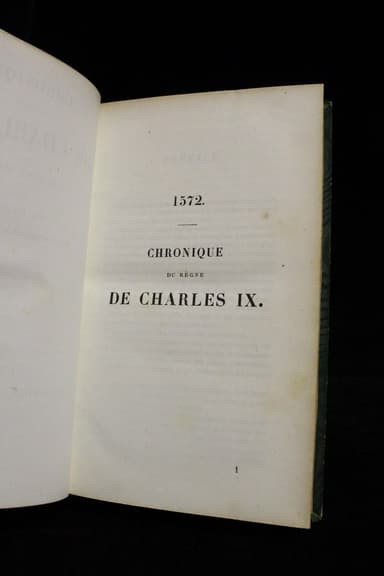 1572.
CHRONIQUE
DU RÈGNE
DE CHARLES IX.
1